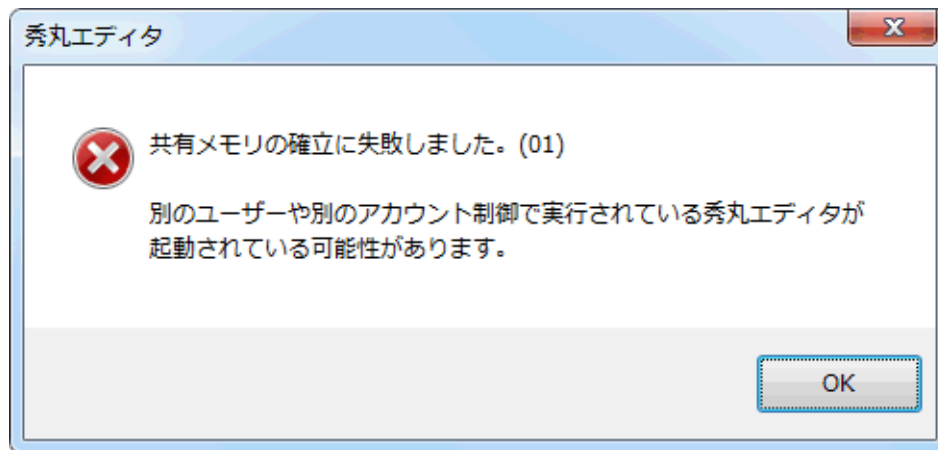 秀丸エディタ
共有メモリの確立に失敗しました。(01)
別のユーザーや別のアカウント制御で実行されている秀丸エディタが
起動されている可能性があります。
OK